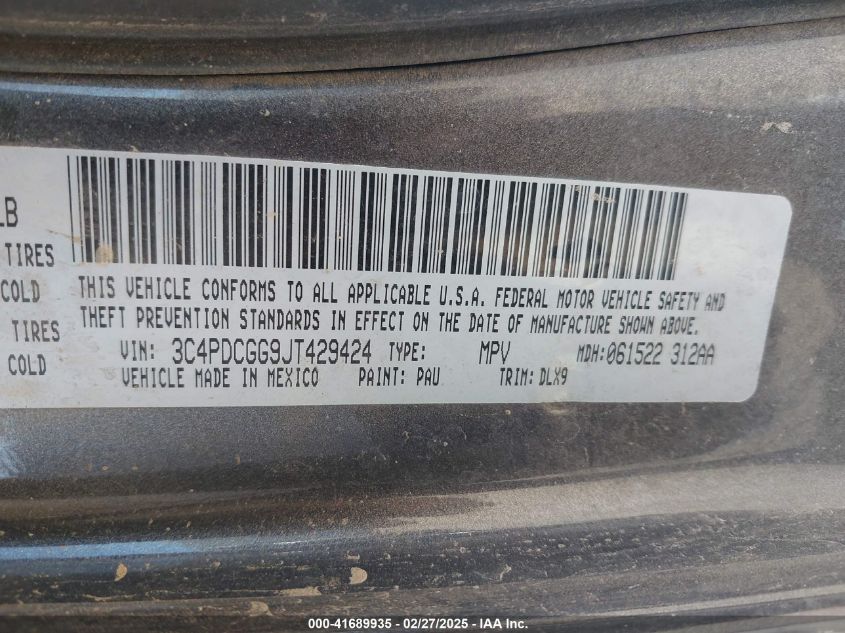 LB
TIRES
COLD
TIRES
COLD
THIS VEHICLE CONFORMS TO ALL APPLICABLE U.S.A. FEDERAL MOTOR VEHICLE SAFETY AND
THEFT PREVENTION STANDARDS IN EFFECT ON THE DATE OF MANUFACTURE SHOWN ABOVE.
VIN: 3C4PDCGG9JT429424 TYPE: MPV MDH:061522 312AA
VEHICLE MADE IN MEXICO PAINT: PAU TRIM: DLX9
000-41689935 - 02/27/2025 - IAA Inc.